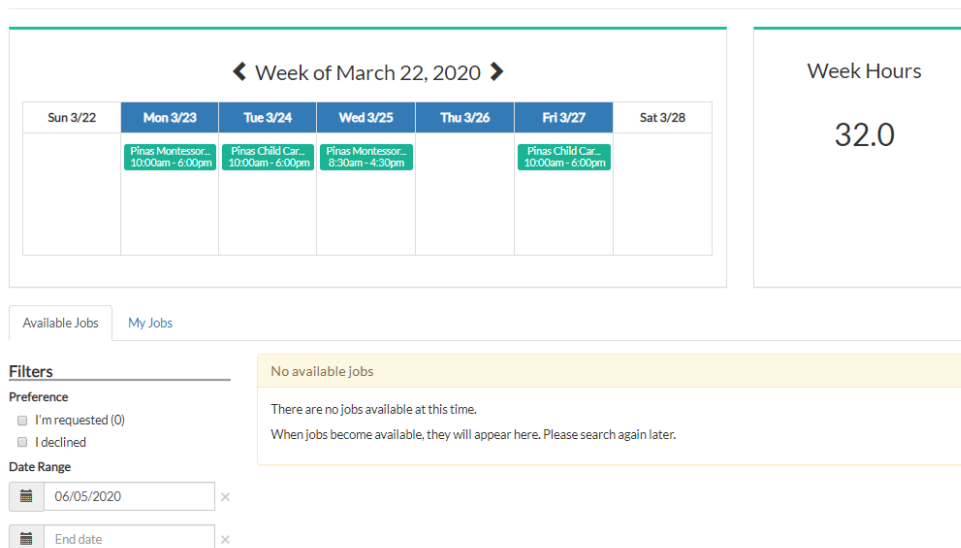 Week of March 22, 2020
Week Hours
32.0
Sun 3/22 Mon 3/23 Tue 3/24 Wed 3/25 Thu 3/26 Fri 3/27 Sat 3/28
Pinas Montessor... Pinas Child Car... Pinas Montessor... Pinas Child Car...
10:00am - 6:00pm 10:00am - 6:00pm 8:30am - 4:30pm 10:00am - 6:00pm
Available Jobs My Jobs
Filters
Preference
I'm requested (0)
I declined
Date Range
06/05/2020
End date
No available jobs
There are no jobs available at this time.
When jobs become available, they will appear here. Please search again later.